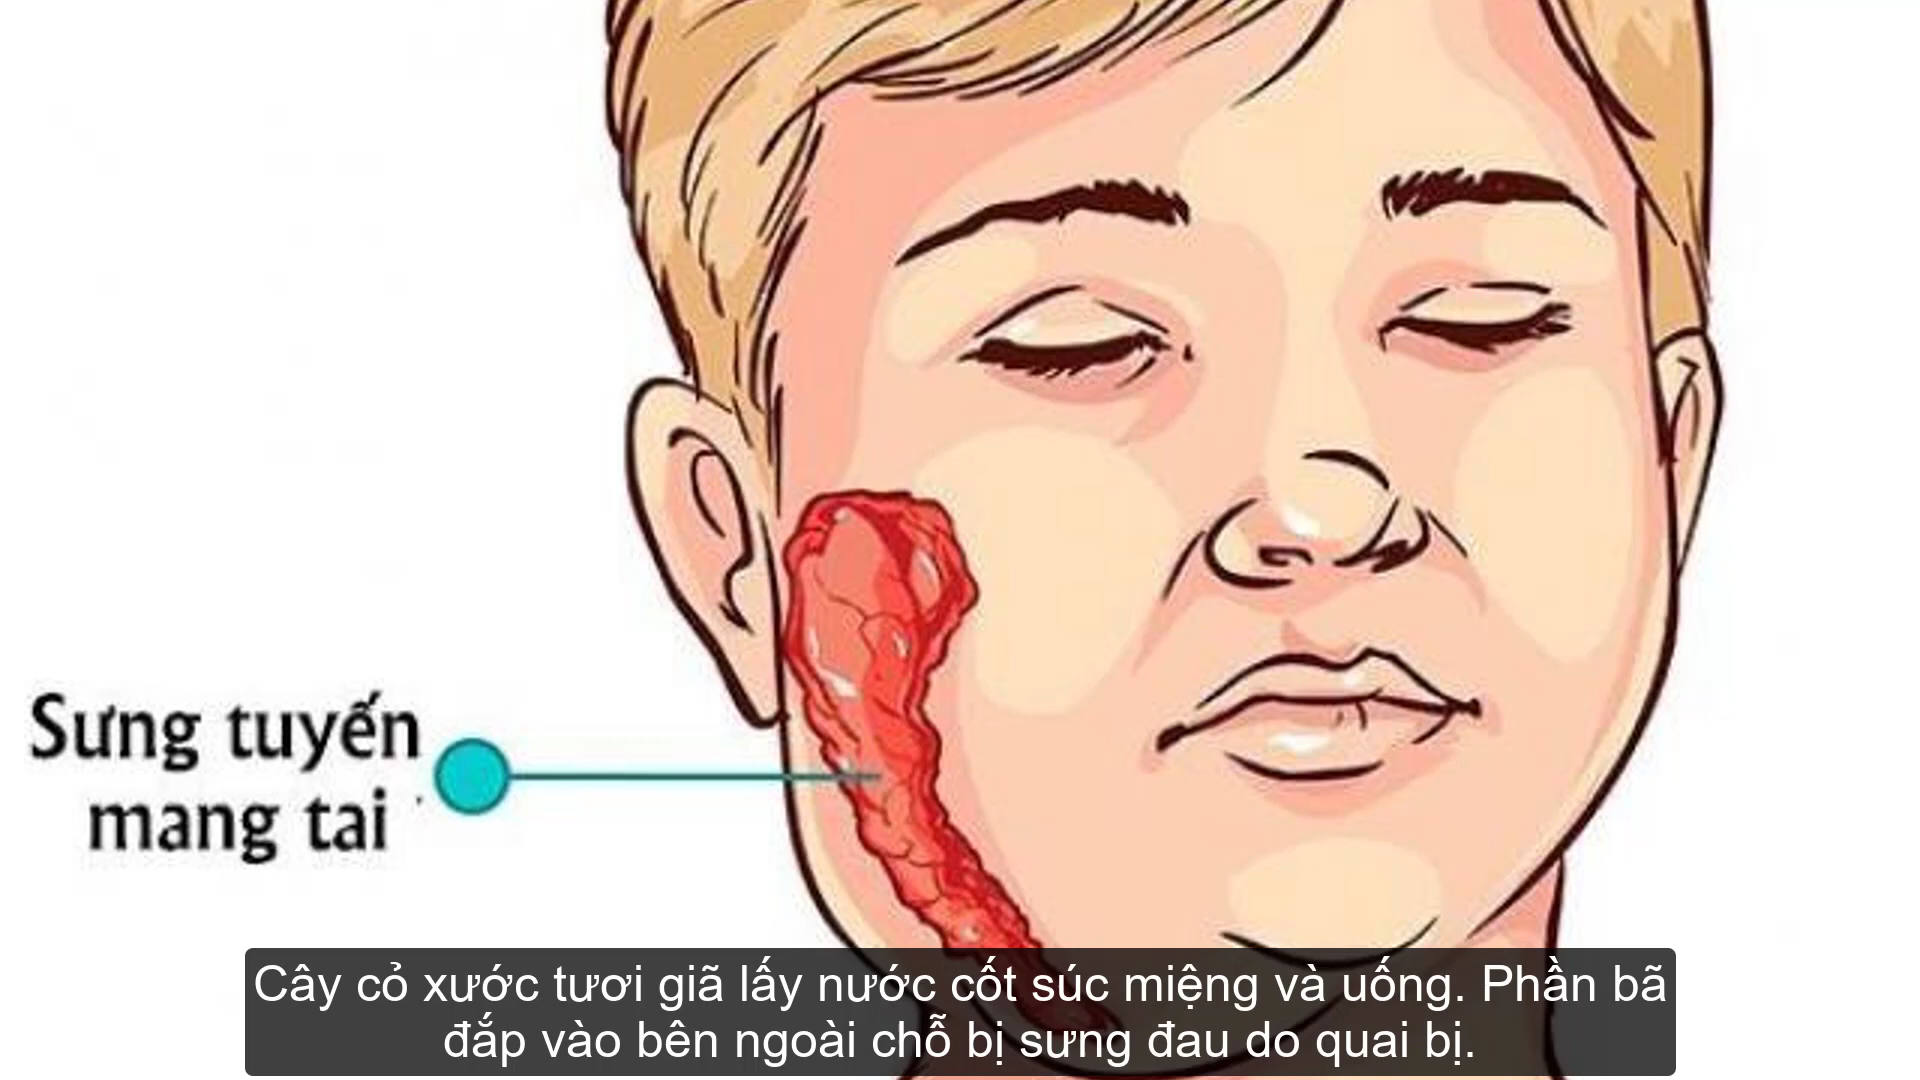 Sưng tuyến
mang tai
Cây cỏ xước tươi giã lấy nước cốt súc miệng và uống. Phần bã
đắp vào bên ngoài chỗ bị sưng đau do quai bị.